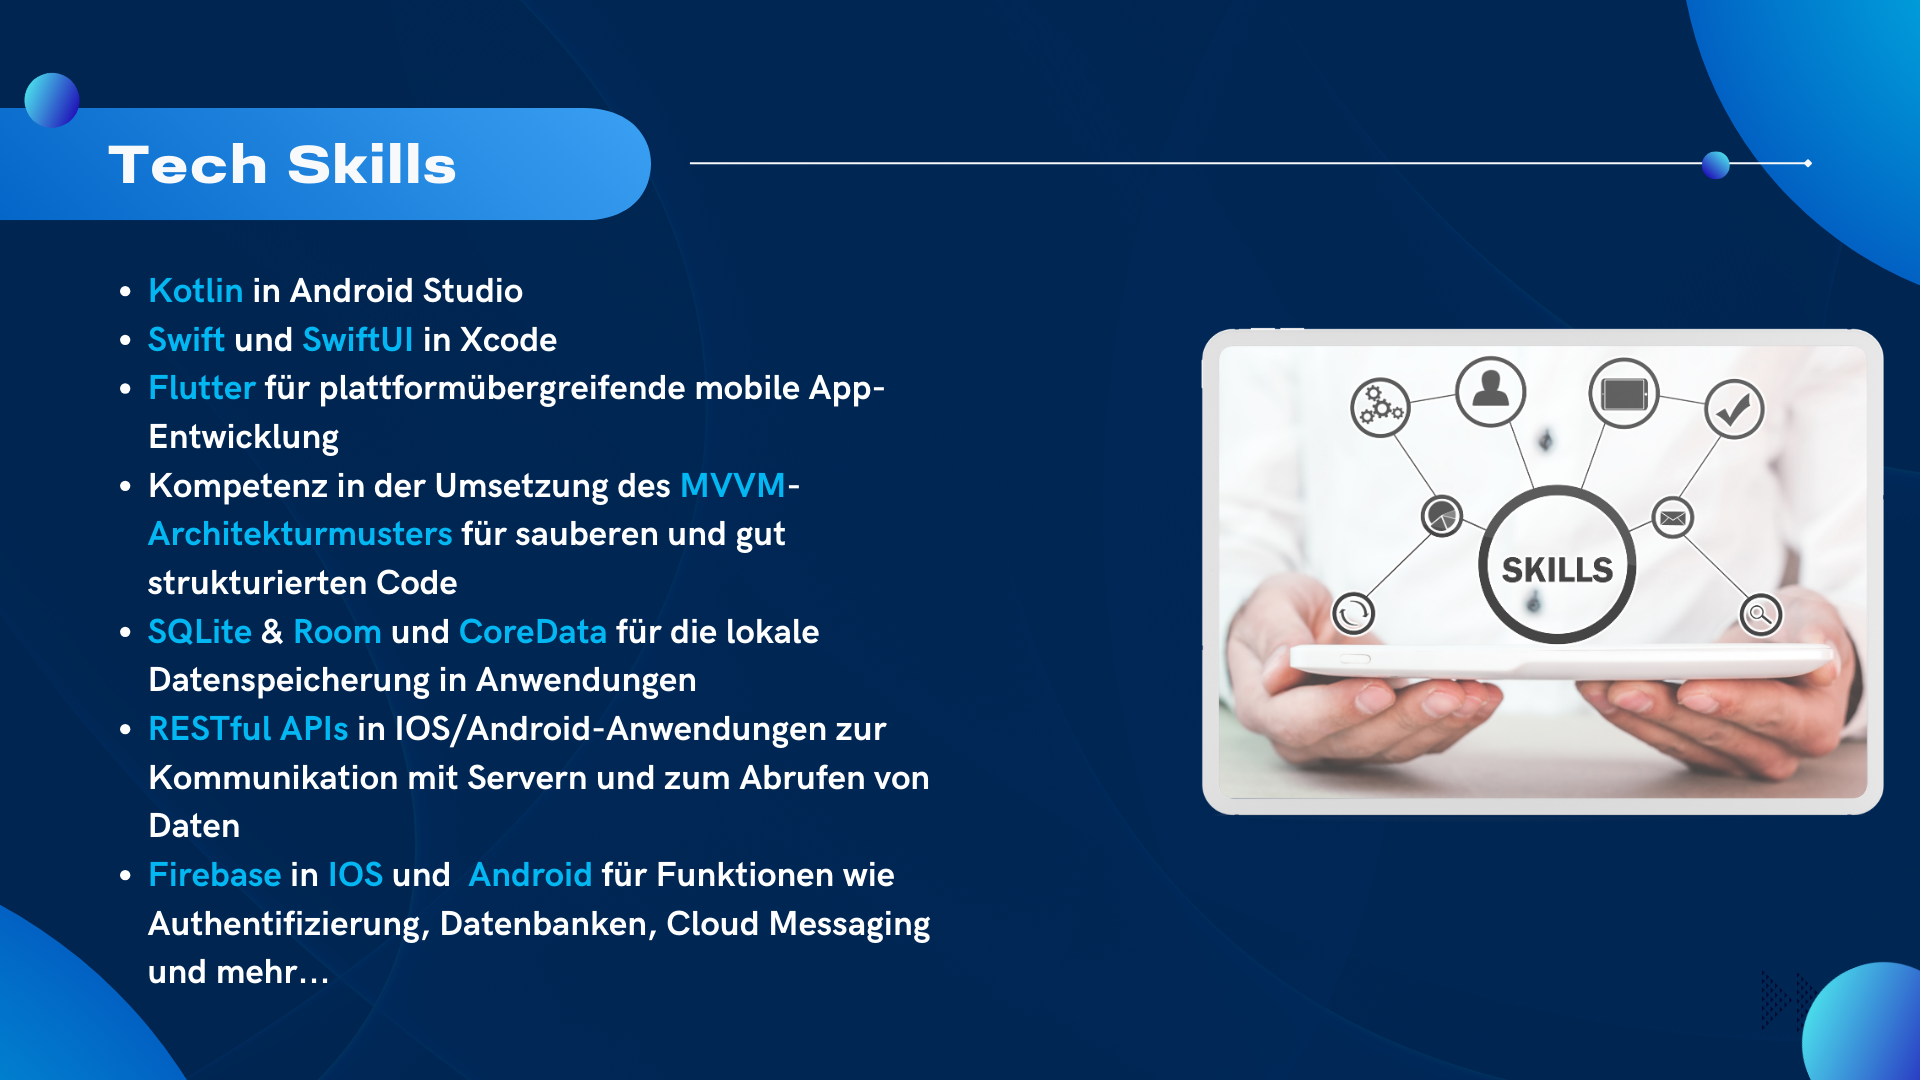 Tech Skills
• Kotlin in Android Studio
• Swift und SwiftUI in Xcode
• Flutter für plattformübergreifende mobile App-
Entwicklung
• Kompetenz in der Umsetzung des MVVM-
Architekturmusters für sauberen und gut
strukturierten Code
• SQLite & Room und CoreData für die lokale
Datenspeicherung in Anwendungen
• RESTful APIs in IOS/Android-Anwendungen zur
Kommunikation mit Servern und zum Abrufen von
Daten
• Firebase in IOS und Android für Funktionen wie
Authentifizierung, Datenbanken, Cloud Messaging
und mehr...
SKILLS